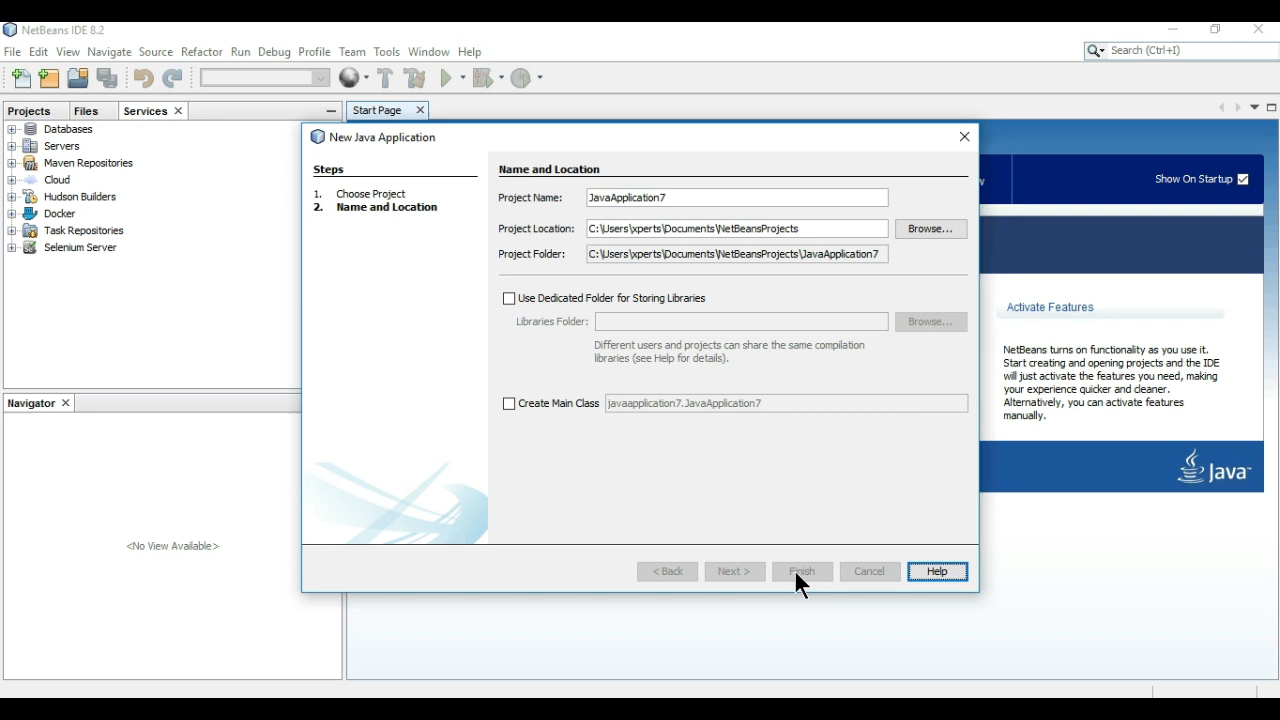 NetBeans IDE 8.2
File Edit View Navigate Source Refactor Run Debug Profile Team Tools Window Help
Search (Ctrl+I)
Projects Files Services
Start Page
Databases
Servers
Maven Repositories
Cloud
Hudson Builders
Docker
Task Repositories
Selenium Server
Navigator
<No View Available>
New Java Application
Steps
1. Choose Project
2. Name and Location
Name and Location
Project Name: JavaApplication7
Project Location: C:\Users\xperts\Documents\NetBeansProjects Browse...
Project Folder: C:\Users\xperts\Documents\NetBeansProjects\JavaApplication7
Use Dedicated Folder for Storing Libraries
Libraries Folder: Browse...
Different users and projects can share the same compilation
libraries (see Help for details).
Create Main Class javaapplication7.JavaApplication7
< Back Next > Finish Cancel Help
Show On Startup
Activate Features
NetBeans turns on functionality as you use it.
Start creating and opening projects and the IDE
will just activate the features you need, making
your experience quicker and cleaner.
Alternatively, you can activate features
manually.
Java™